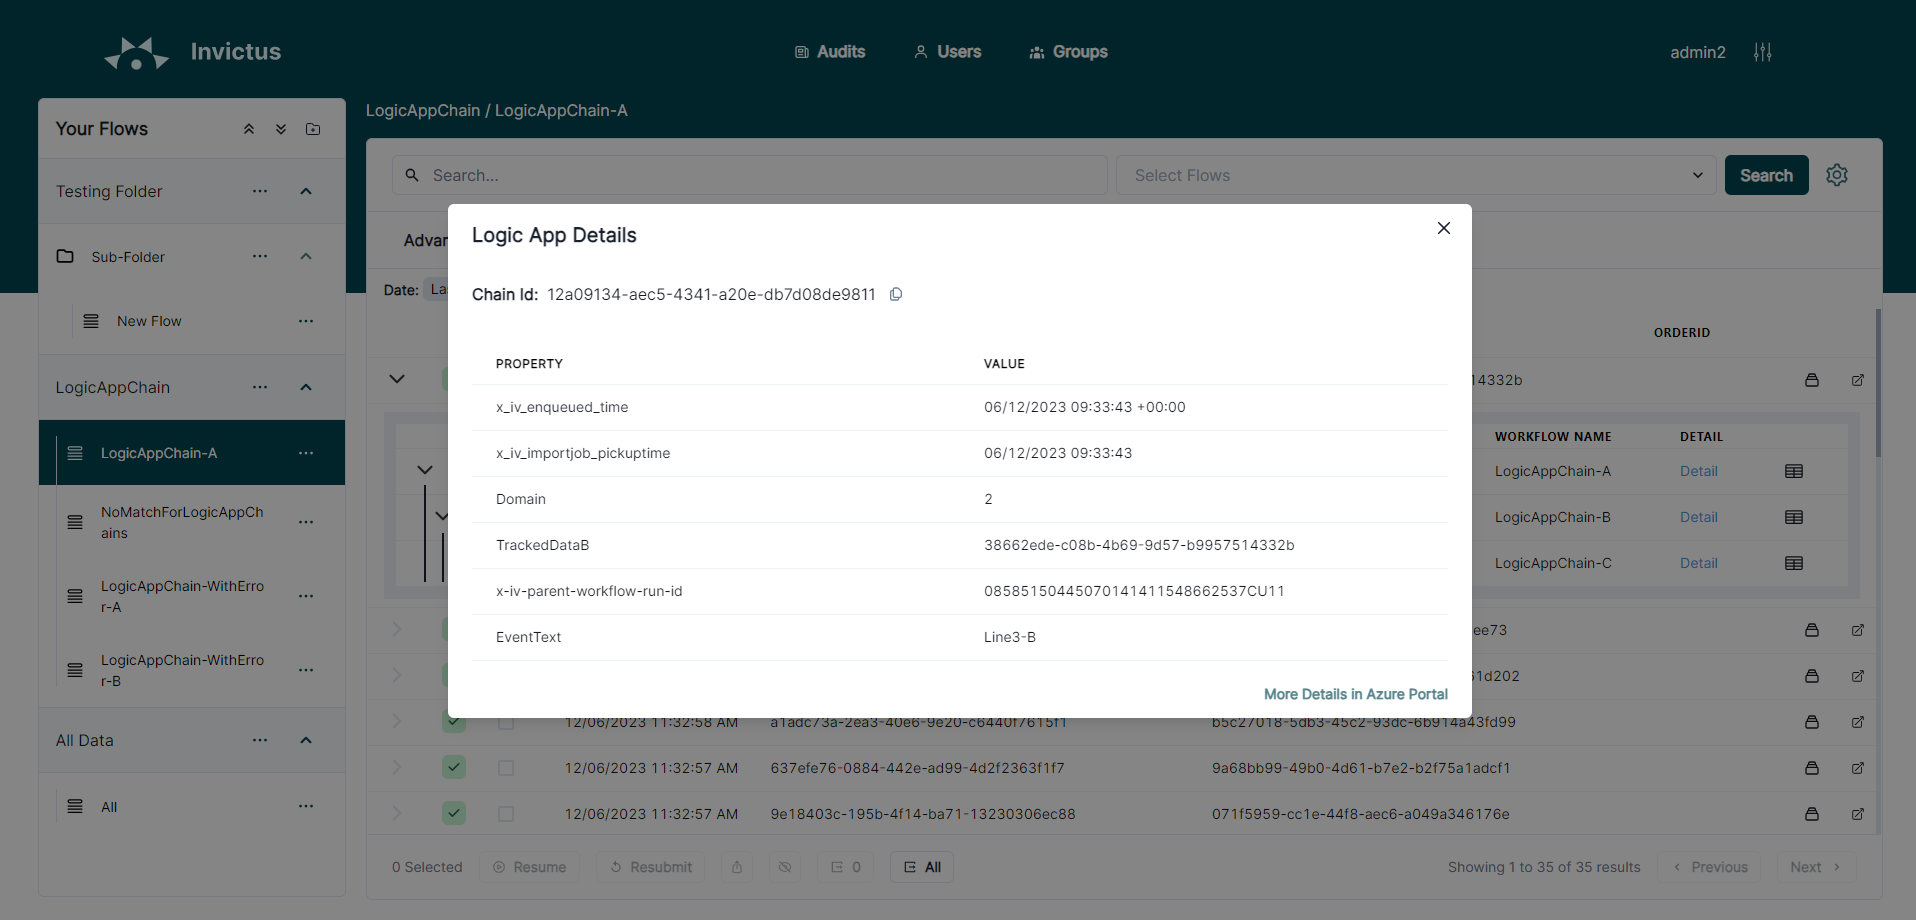 Invictus
Audits
Users
Groups
admin2
Your Flows
Testing Folder
Sub-Folder
New Flow
LogicAppChain
LogicAppChain-A
NoMatchForLogicAppCh
ains
LogicAppChain-WithErro
r-A
LogicAppChain-WithErro
r-B
All Data
All
LogicAppChain / LogicAppChain-A
Search...
Select Flows
Search
Date:
ORDERID
14332b
WORKFLOW NAME DETAIL
LogicAppChain-A Detail
LogicAppChain-B Detail
LogicAppChain-C Detail
Logic App Details
Chain Id: 12a09134-aec5-4341-a20e-db7d08de9811
PROPERTY VALUE
x_iv_enqueued_time 06/12/2023 09:33:43 +00:00
x_iv_importjob_pickuptime 06/12/2023 09:33:43
Domain 2
TrackedDataB 38662ede-c08b-4b69-9d57-b9957514332b
x-iv-parent-workflow-run-id 08585150445070141411548662537CU11
EventText Line3-B
More Details in Azure Portal
ee73
61d202
12/06/2023 11:32:58 AM a1adc73a-2ea3-40e6-9e20-c6440f7615f1 b5c27018-5db3-45c2-93dc-6b914a43fd99
12/06/2023 11:32:57 AM 637efe76-0884-442e-ad99-4d2f2363f1f7 9a68bb99-49b0-4d61-b7e2-b2f75a1adcf1
12/06/2023 11:32:57 AM 9e18403c-195b-4f14-ba71-13230306ec88 071f5959-cc1e-44f8-aec6-a049a346176e
0 Selected
Resume
Resubmit
0
All
Showing 1 to 35 of 35 results
Previous
Next